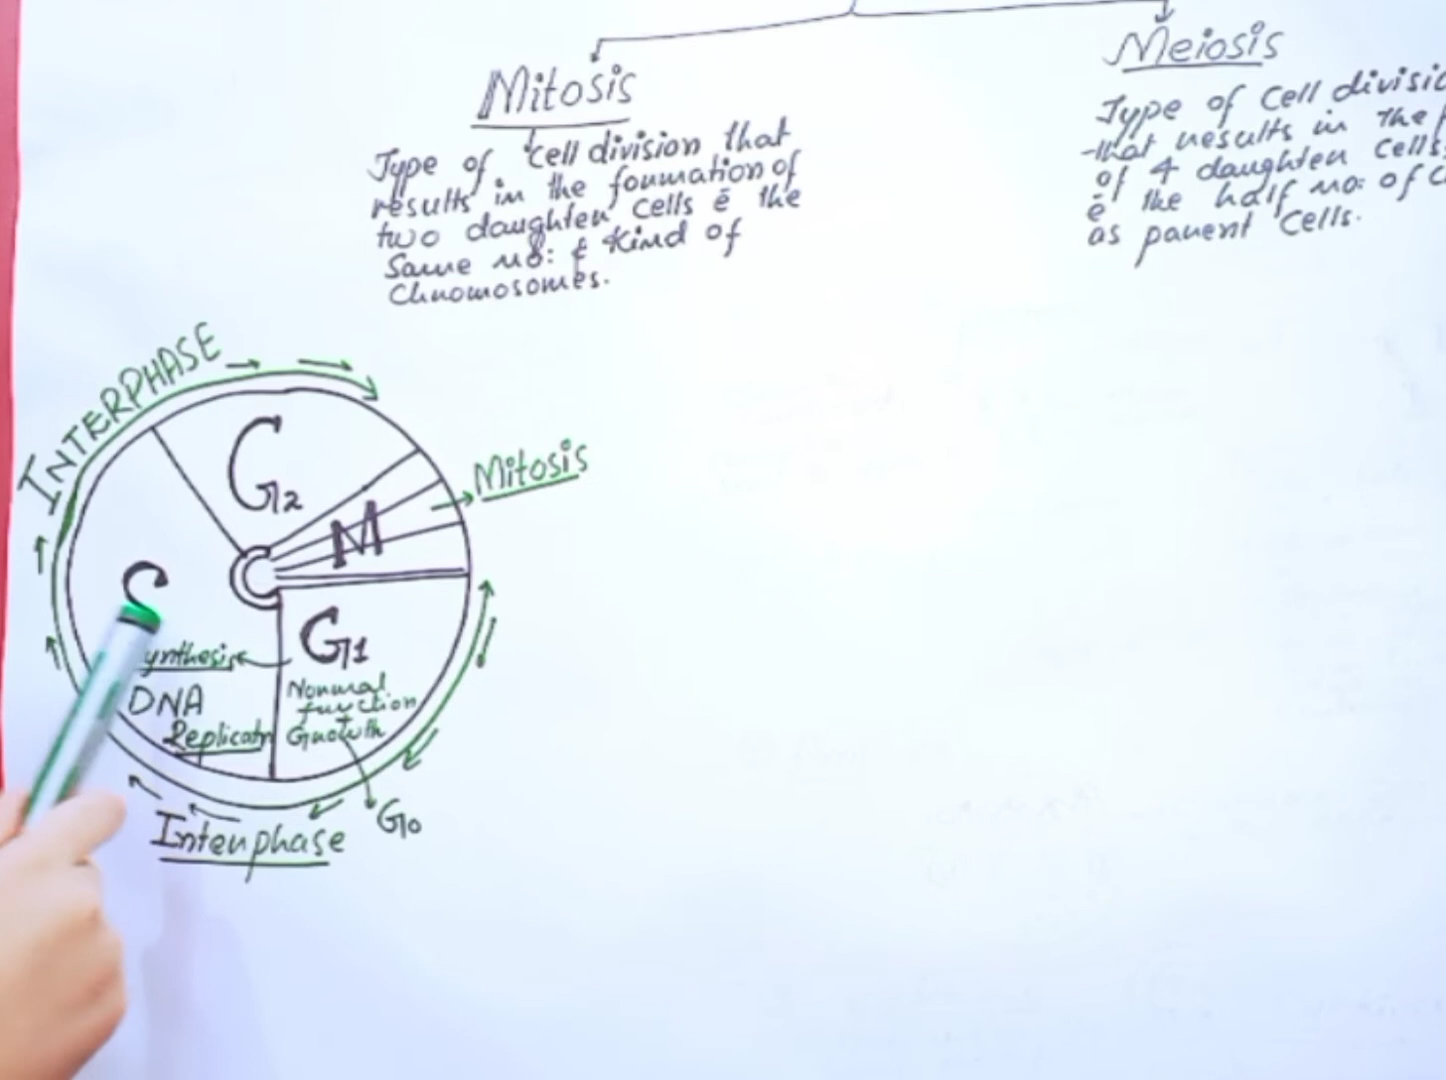 Mitosis
Type of cell division that
results in the formation of
two daughter cells ē the
Same no: & Kind of
Chromosomes.
Meiosis
Type of Cell divisio
that results in the f
of 4 daughter cells
ē the half no: of C
as parent Cells.
INTERPHASE
G2
M
Mitosis
S
ynthesis
DNA
Replicatn
G1
Normal
function
Growth
G0
Interphase